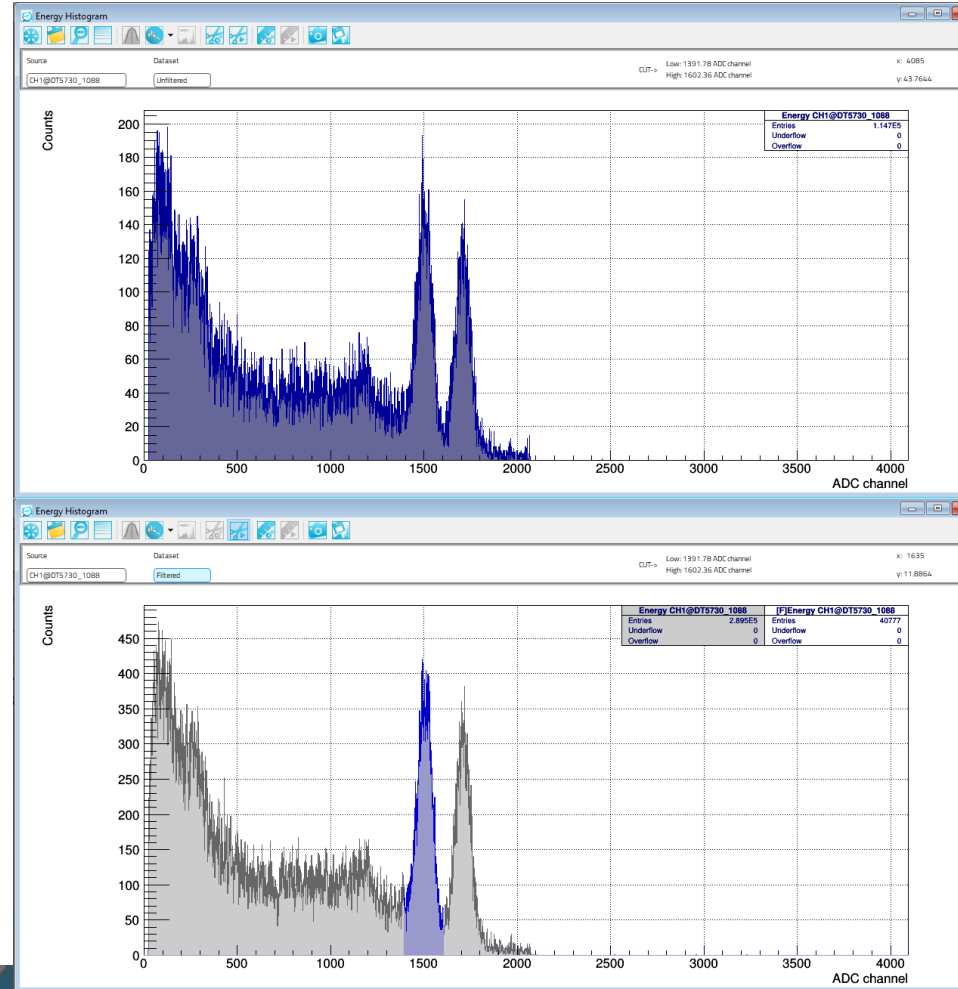 Energy Histogram
Source
Dataset
CH1@DT5730_1088
Unfiltered
CUT-> Low: 1391.78 ADC channel
High: 1602.36 ADC channel
x: 4085
y: 43.7644
Counts
Energy CH1@DT5730_1088
Entries 1.147E5
Underflow 0
Overflow 0
200
180
160
140
120
100
80
60
40
20
0
0 500 1000 1500 2000 2500 3000 3500 4000
ADC channel
Energy Histogram
Source
Dataset
CH1@DT5730_1088
Filtered
CUT-> Low: 1391.78 ADC channel
High: 1602.36 ADC channel
x: 1635
y: 11.8864
Counts
Energy CH1@DT5730_1088
Entries 2.895E5
Underflow 0
Overflow 0
[F]Energy CH1@DT5730_1088
Entries 40777
Underflow 0
Overflow 0
450
400
350
300
250
200
150
100
50
0
0 500 1000 1500 2000 2500 3000 3500 4000
ADC channel